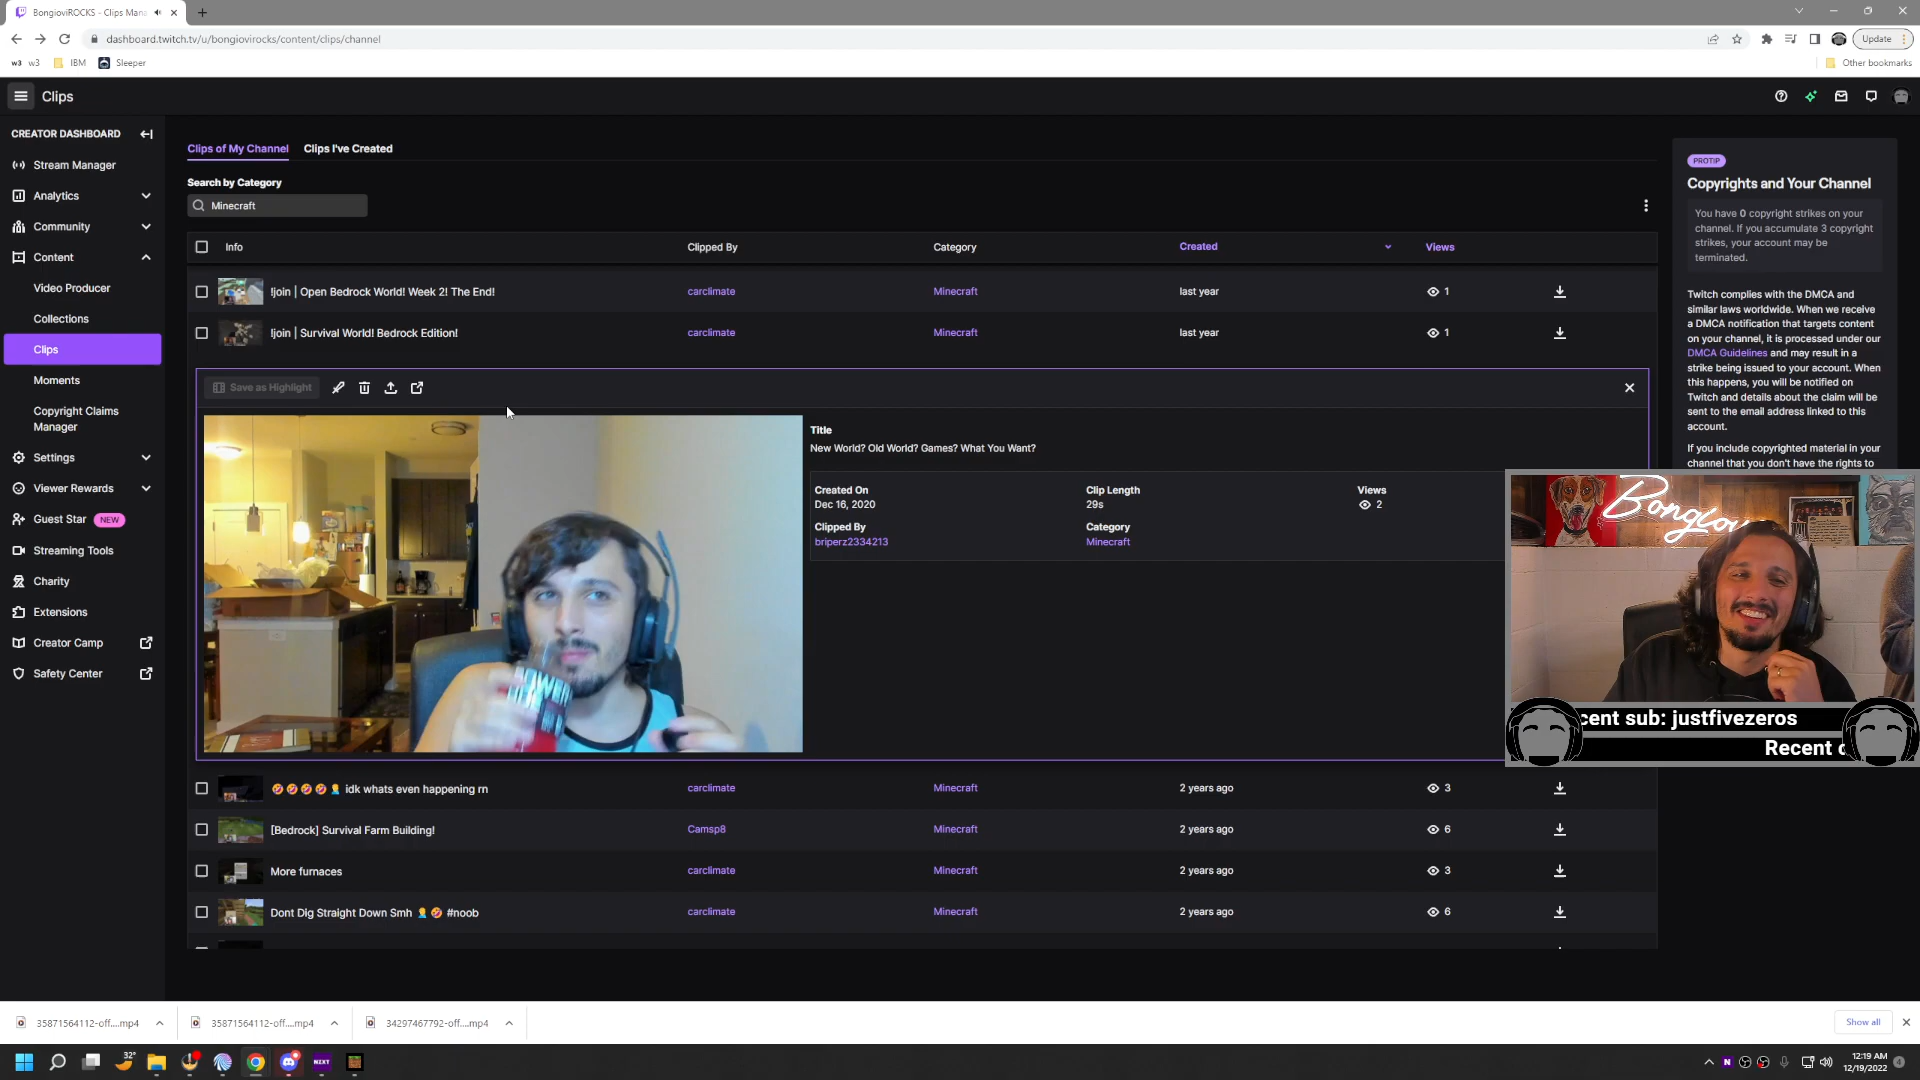 BongioviROCKS - Clips Mana
dashboard.twitch.tv/u/bongiovirocks/content/clips/channel
Update
w3 w3
IBM
Sleeper
Other bookmarks
Clips
CREATOR DASHBOARD
Stream Manager
Analytics
Community
Content
Video Producer
Collections
Clips
Moments
Copyright Claims
Manager
Settings
Viewer Rewards
Guest Star NEW
Streaming Tools
Charity
Extensions
Creator Camp
Safety Center
Clips of My Channel
Clips I've Created
Search by Category
Minecraft
Info Clipped By Category Created Views
!join | Open Bedrock World! Week 2! The End! carclimate Minecraft last year 1
!join | Survival World! Bedrock Edition! carclimate Minecraft last year 1
Save as Highlight
Title
New World? Old World? Games? What You Want?
Created On Clip Length Views
Dec 16, 2020 29s 2
Clipped By Category
briperz2334213 Minecraft
🤣🤣🤣🤣🤦 idk whats even happening rn carclimate Minecraft 2 years ago 3
[Bedrock] Survival Farm Building! Camsp8 Minecraft 2 years ago 6
More furnaces carclimate Minecraft 2 years ago 3
Dont Dig Straight Down Smh 🤦🤣 #noob carclimate Minecraft 2 years ago 6
PROTIP
Copyrights and Your Channel
You have 0 copyright strikes on your
channel. If you accumulate 3 copyright
strikes, your account may be
terminated.
Twitch complies with the DMCA and
similar laws worldwide. When we receive
a DMCA notification that targets content
on your channel, it is processed under our
DMCA Guidelines and may result in a
strike being issued to your account. When
this happens, you will be notified on
Twitch and details about the claim will be
sent to the email address linked to this
account.
If you include copyrighted material in your
channel that you don't have the rights to
Bongiov
cent sub: justfivezeros
Recent
35871564112-off....mp4
35871564112-off....mp4
34297467792-off....mp4
Show all
32°
NZXT
12:19 AM
12/19/2022
4